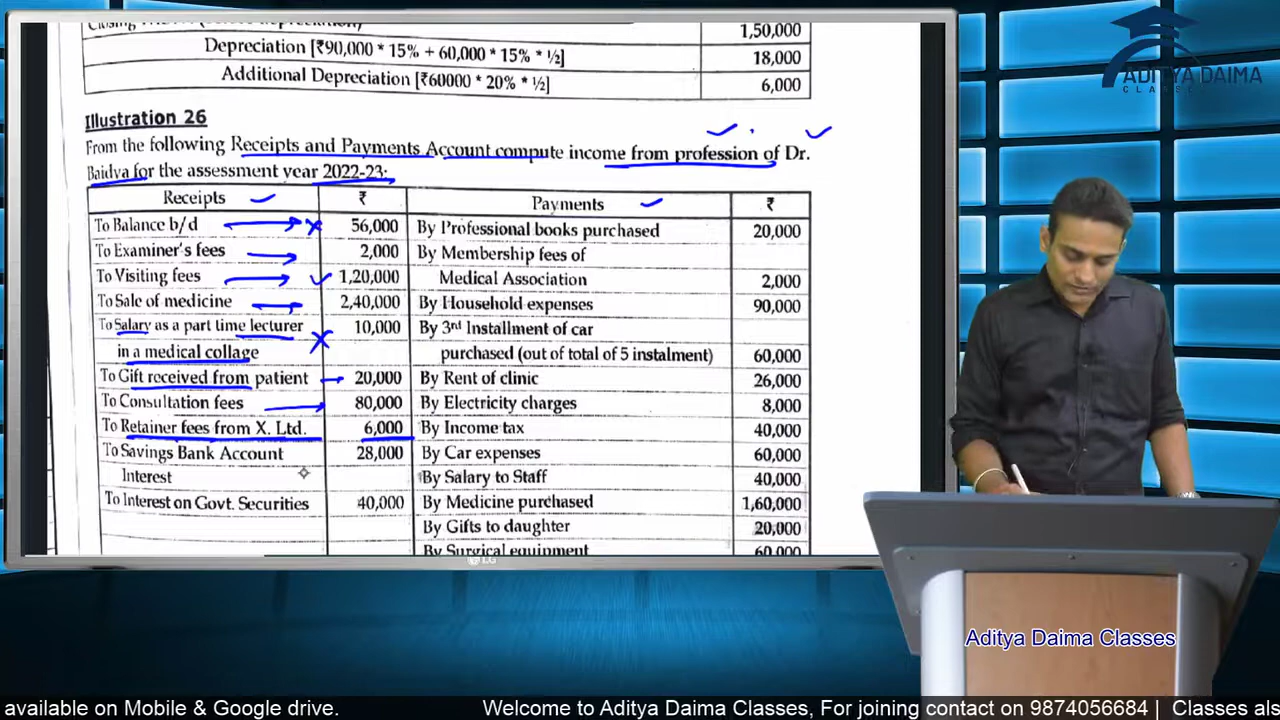 Closing
1,50,000
Depreciation [₹90,000 * 15% + 60,000 * 15% * ½]
18,000
Additional Depreciation [₹60000 * 20% * ½]
6,000
Illustration 26
From the following Receipts and Payments Account compute income from profession of Dr.
Baidya for the assessment year 2022-23:
Receipts ₹ Payments ₹
To Balance b/d 56,000 By Professional books purchased 20,000
To Examiner's fees 2,000 By Membership fees of
To Visiting fees 1,20,000 Medical Association 2,000
To Sale of medicine 2,40,000 By Household expenses 90,000
To Salary as a part time lecturer 10,000 By 3rd Installment of car
in a medical collage purchased (out of total of 5 instalment) 60,000
To Gift received from patient 20,000 By Rent of clinic 26,000
To Consultation fees 80,000 By Electricity charges 8,000
To Retainer fees from X. Ltd. 6,000 By Income tax 40,000
To Savings Bank Account 28,000 By Car expenses 60,000
Interest By Salary to Staff 40,000
To Interest on Govt. Securities 40,000 By Medicine purchased 1,60,000
By Gifts to daughter 20,000
By Surgical equipment 60,000
LG
ADITYA DAIMA
CLASSES
Aditya Daima Classes
available on Mobile & Google drive. Welcome to Aditya Daima Classes, For joining contact on 9874056684 | Classes als